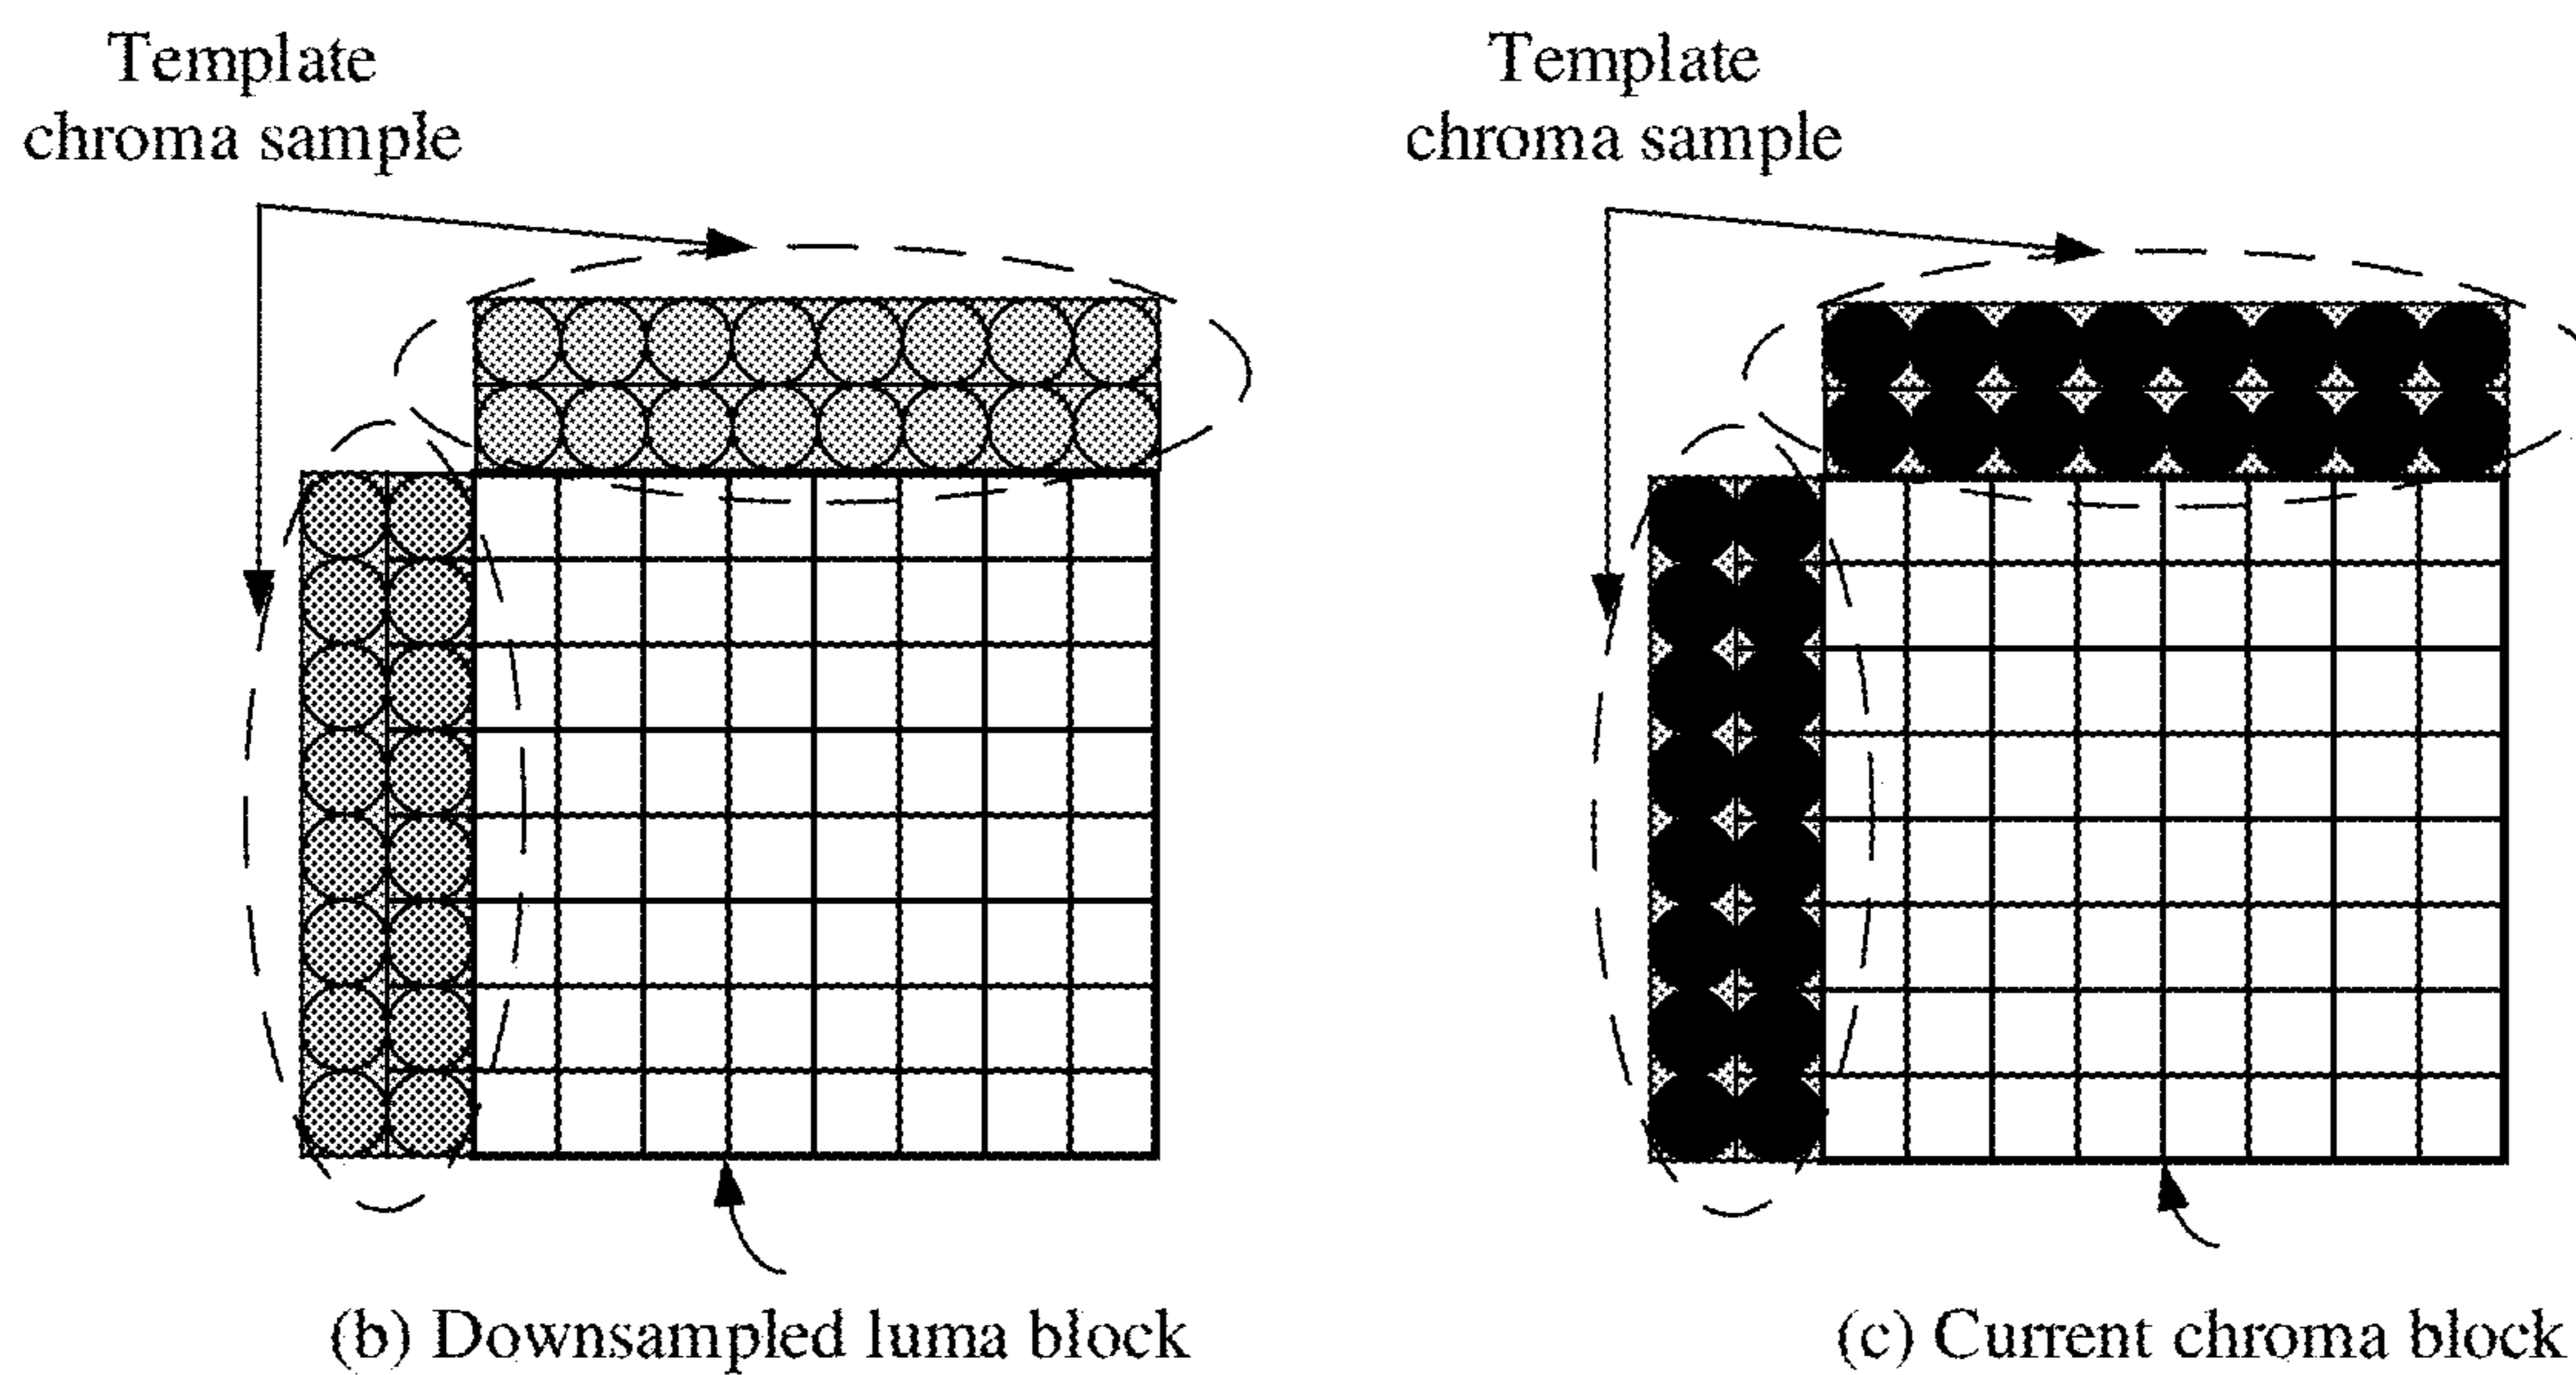 Template
chroma sample
Template
chroma sample
(b) Downsampled luma block
(c) Current chroma block